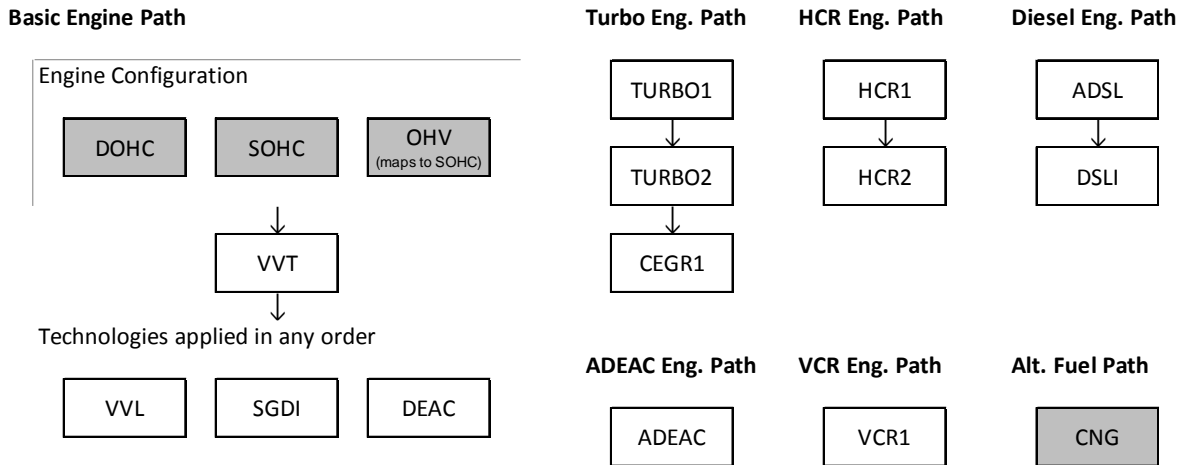 Basic Engine Path
Engine Configuration
DOHC
SOHC
OHV
(maps to SOHC)
VVT
Technologies applied in any order
VVL
SGDI
DEAC
Turbo Eng. Path
TURBO1
TURBO2
CEGR1
HCR Eng. Path
HCR1
HCR2
Diesel Eng. Path
ADSL
DSLI
ADEAC Eng. Path
ADEAC
VCR Eng. Path
VCR1
Alt. Fuel Path
CNG